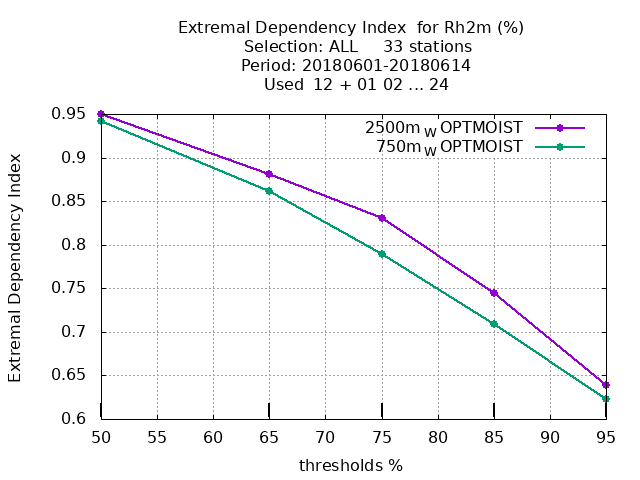 Extremal Dependency Index  for Rh2m (%)
Selection: ALL     33 stations
Period: 20180601-20180614
Used  12 + 01 02 ... 24
2500m W OPTMOIST
750m W OPTMOIST
Extremal Dependency Index
0.95
0.9
0.85
0.8
0.75
0.7
0.65
0.6
50 55 60 65 70 75 80 85 90 95
thresholds %